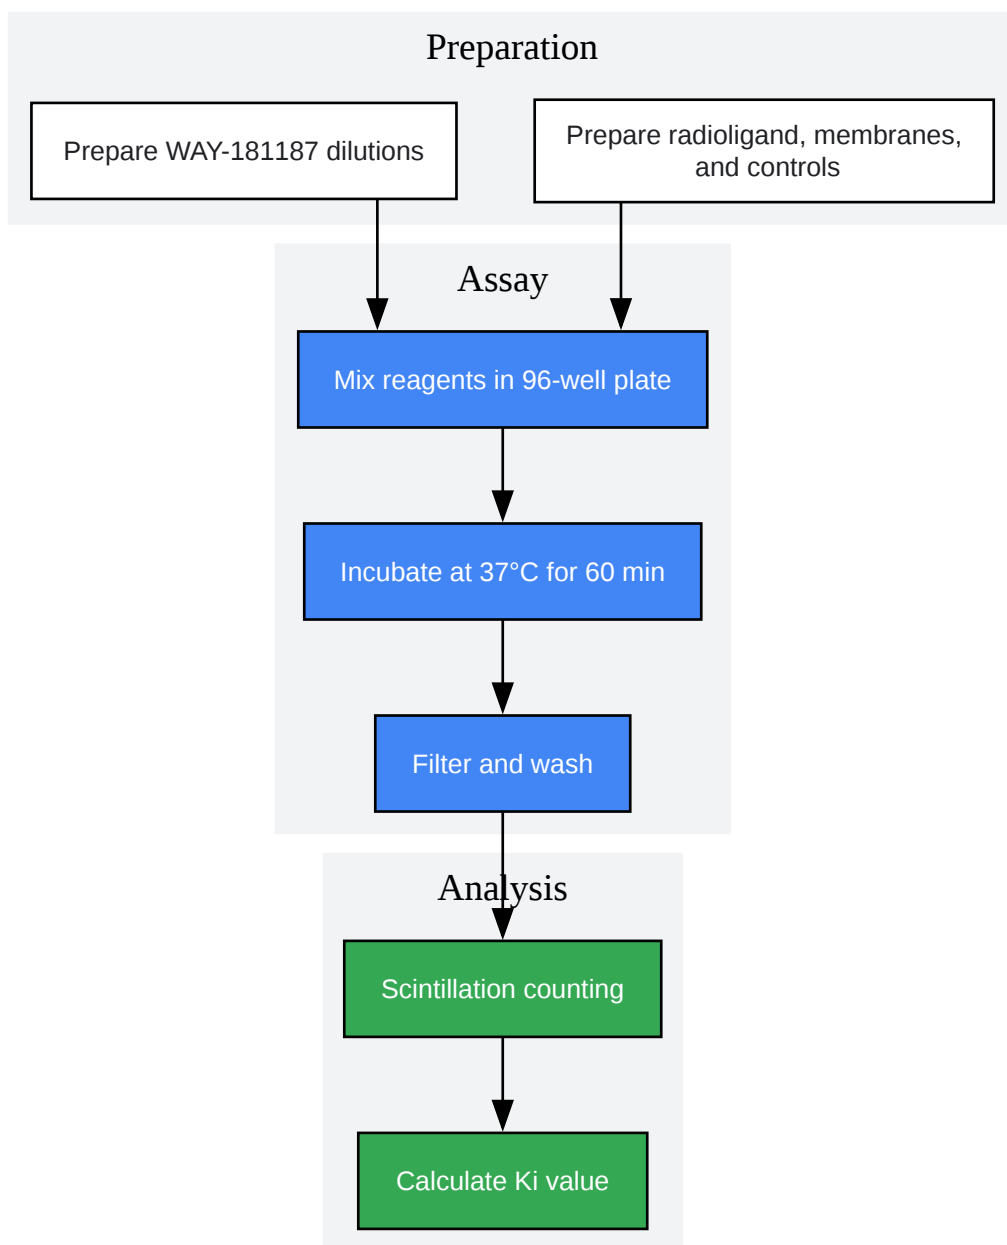 Preparation
Prepare WAY-181187 dilutions
Prepare radioligand, membranes,
and controls
Assay
Mix reagents in 96-well plate
Incubate at 37°C for 60 min
Filter and wash
Analysis
Scintillation counting
Calculate Ki value